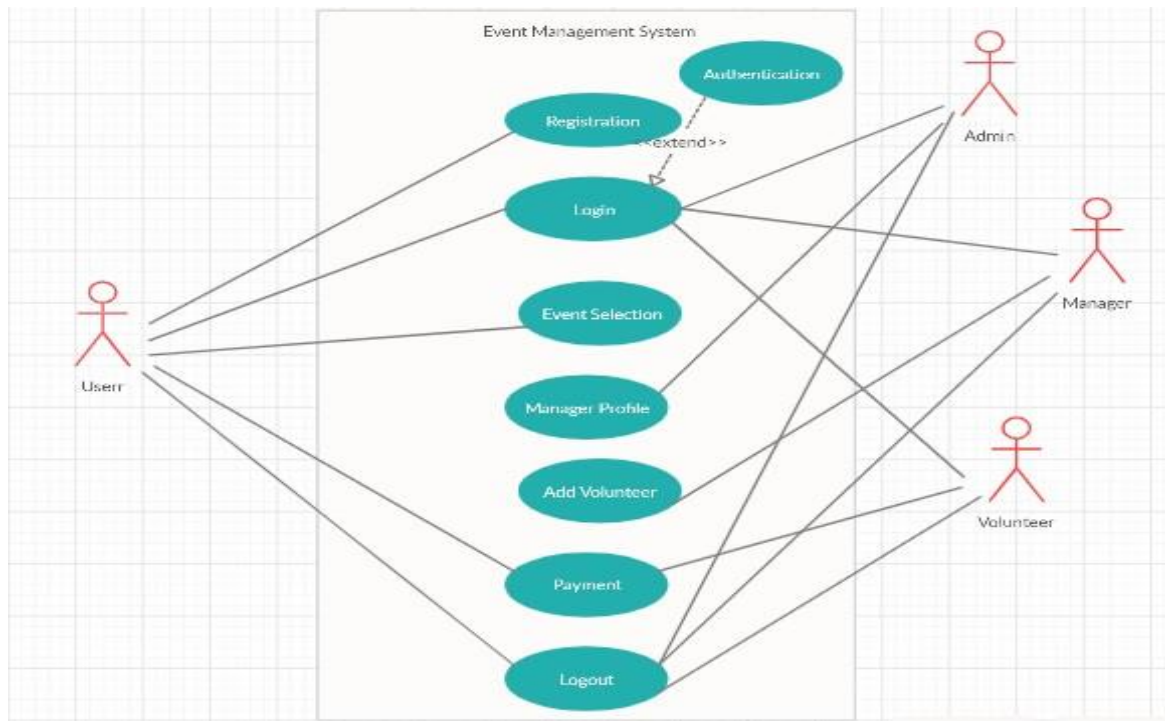 Event Management System
Authentication
Registration
<<extend>>
Admin
Login
Manager
Event Selection
Userr
Manager Profile
Add Volunteer
Volunteer
Payment
Logout